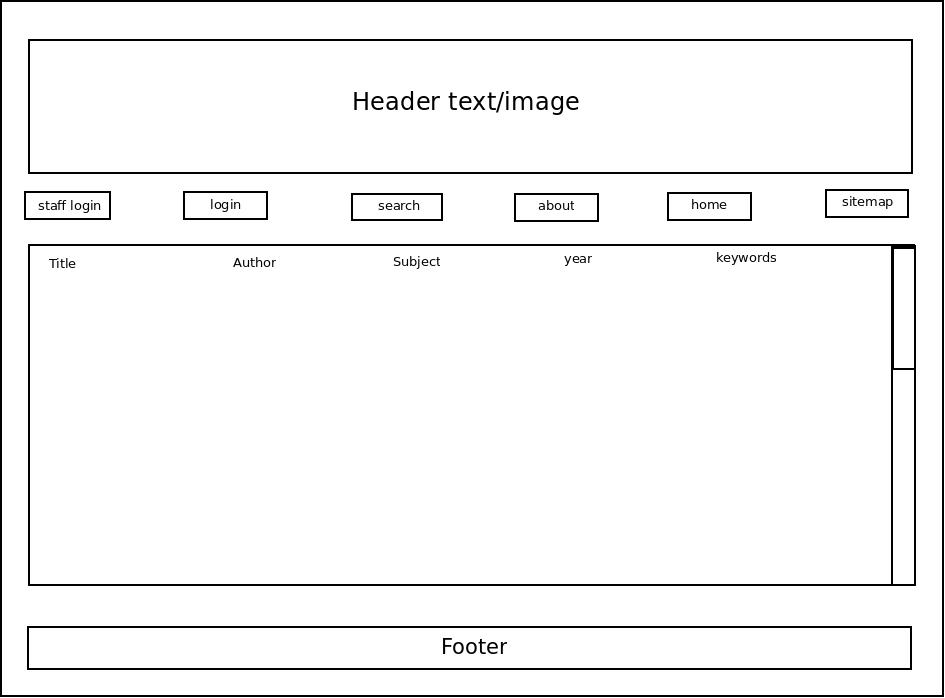 Header text/image
staff login login search about home sitemap
Title Author Subject year keywords
Footer